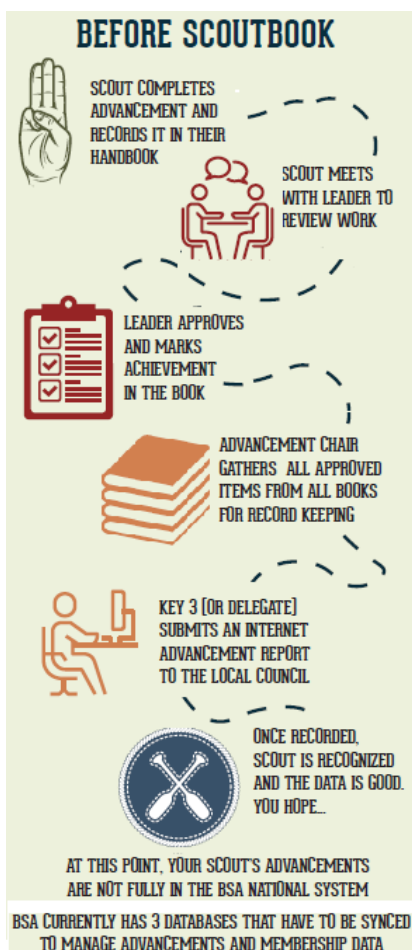 BEFORE SCOUTBOOK
SCOUT COMPLETES
ADVANCEMENT AND
RECORDS IT IN THEIR
HANDBOOK
SCOUT MEETS
WITH LEADER TO
REVIEW WORK
LEADER APPROVES
AND MARKS
ACHIEVEMENT
IN THE BOOK
ADVANCEMENT CHAIR
GATHERS ALL APPROVED
ITEMS FROM ALL BOOKS
FOR RECORD KEEPING
KEY 3 (OR DELEGATE)
SUBMITS AN INTERNET
ADVANCEMENT REPORT
TO THE LOCAL COUNCIL
ONCE RECORDED,
SCOUT IS RECOGNIZED
AND THE DATA IS GOOD.
YOU HOPE...
AT THIS POINT, YOUR SCOUT'S ADVANCEMENTS
ARE NOT FULLY IN THE BSA NATIONAL SYSTEM
BSA CURRENTLY HAS 3 DATABASES THAT HAVE TO BE SYNCED
TO MANAGE ADVANCEMENTS AND MEMBERSHIP DATA